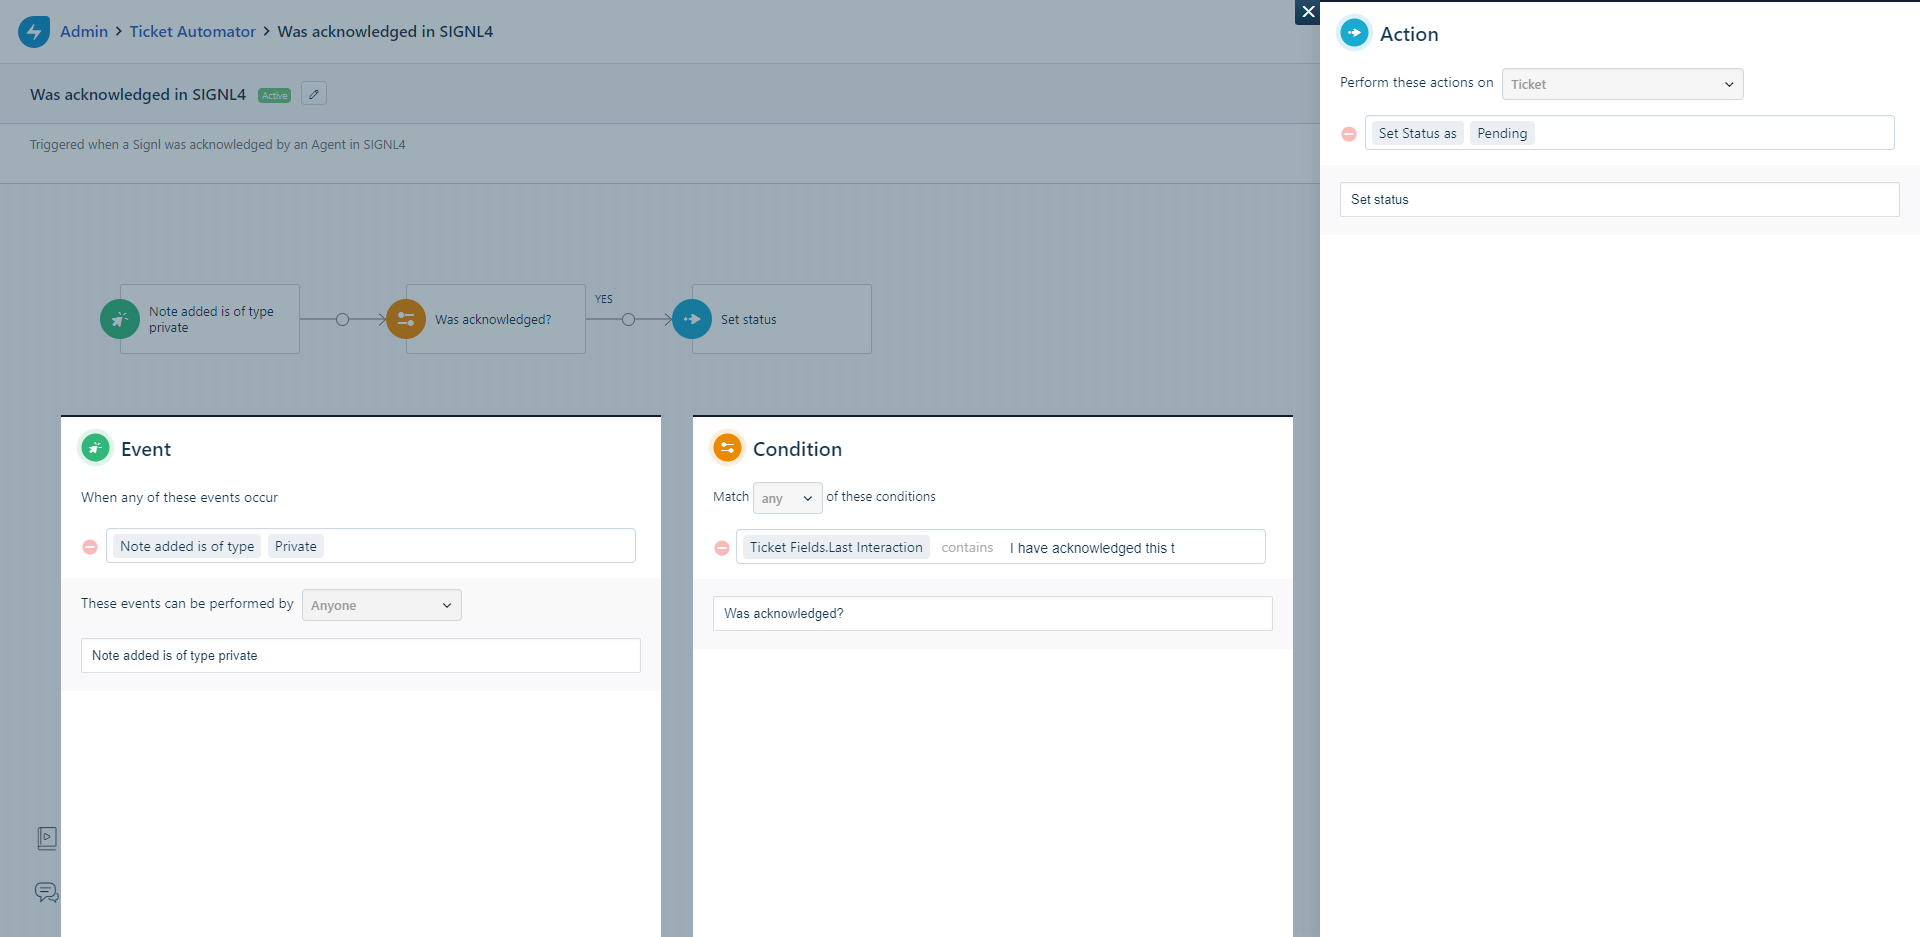 Admin > Ticket Automator > Was acknowledged in SIGNL4
Was acknowledged in SIGNL4 Active
Triggered when a Signl was acknowledged by an Agent in SIGNL4
Note added is of type
private
Was acknowledged?
YES
Set status
Event
When any of these events occur
Note added is of type Private
These events can be performed by Anyone
Note added is of type private
Condition
Match any of these conditions
Ticket Fields.Last Interaction contains I have acknowledged this t
Was acknowledged?
Action
Perform these actions on Ticket
Set Status as Pending
Set status